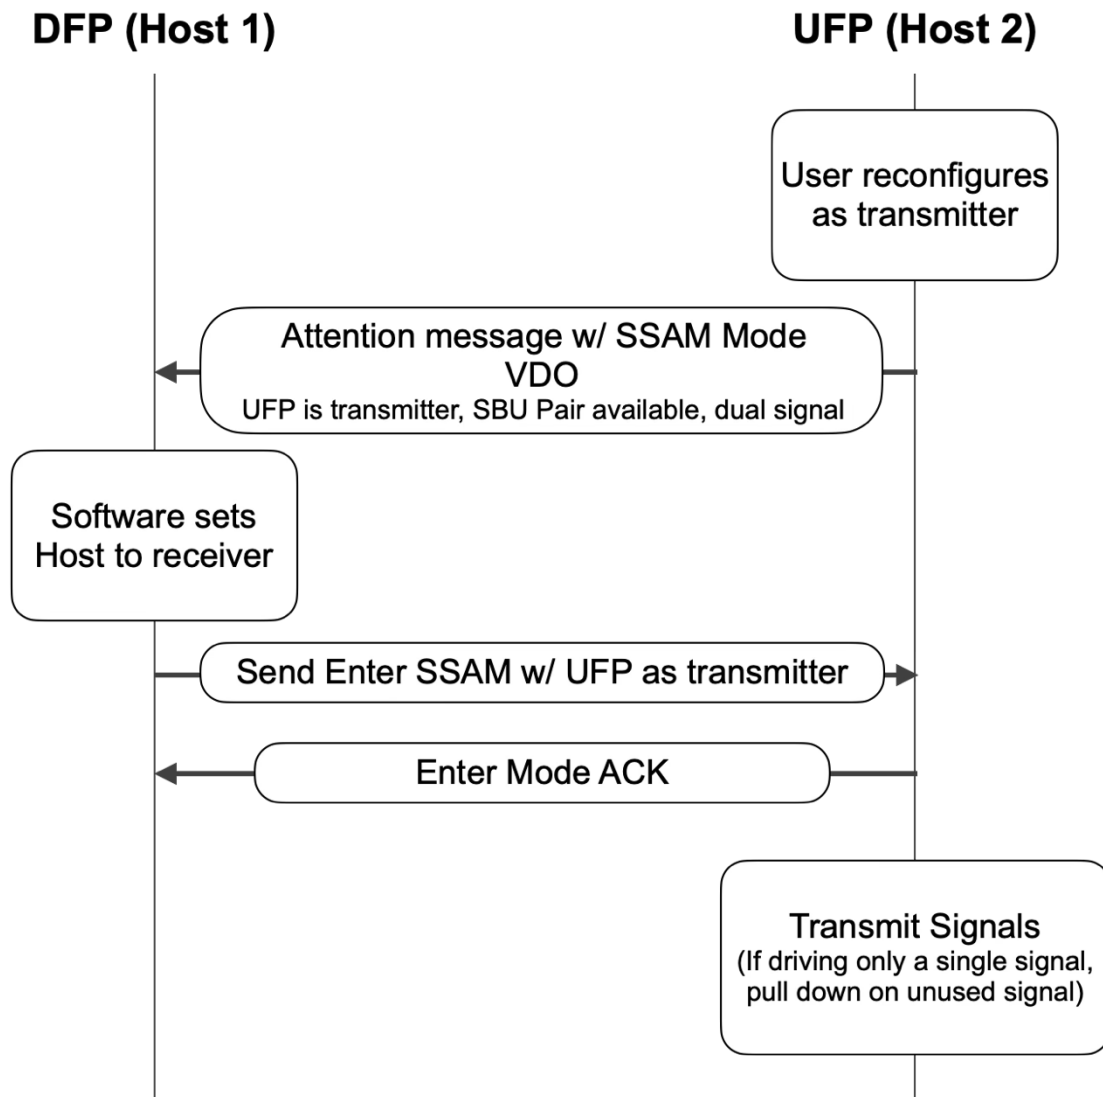 DFP (Host 1)
UFP (Host 2)
User reconfigures
as transmitter
Attention message w/ SSAM Mode
VDO
UFP is transmitter, SBU Pair available, dual signal
Software sets
Host to receiver
Send Enter SSAM w/ UFP as transmitter
Enter Mode ACK
Transmit Signals
(If driving only a single signal,
pull down on unused signal)